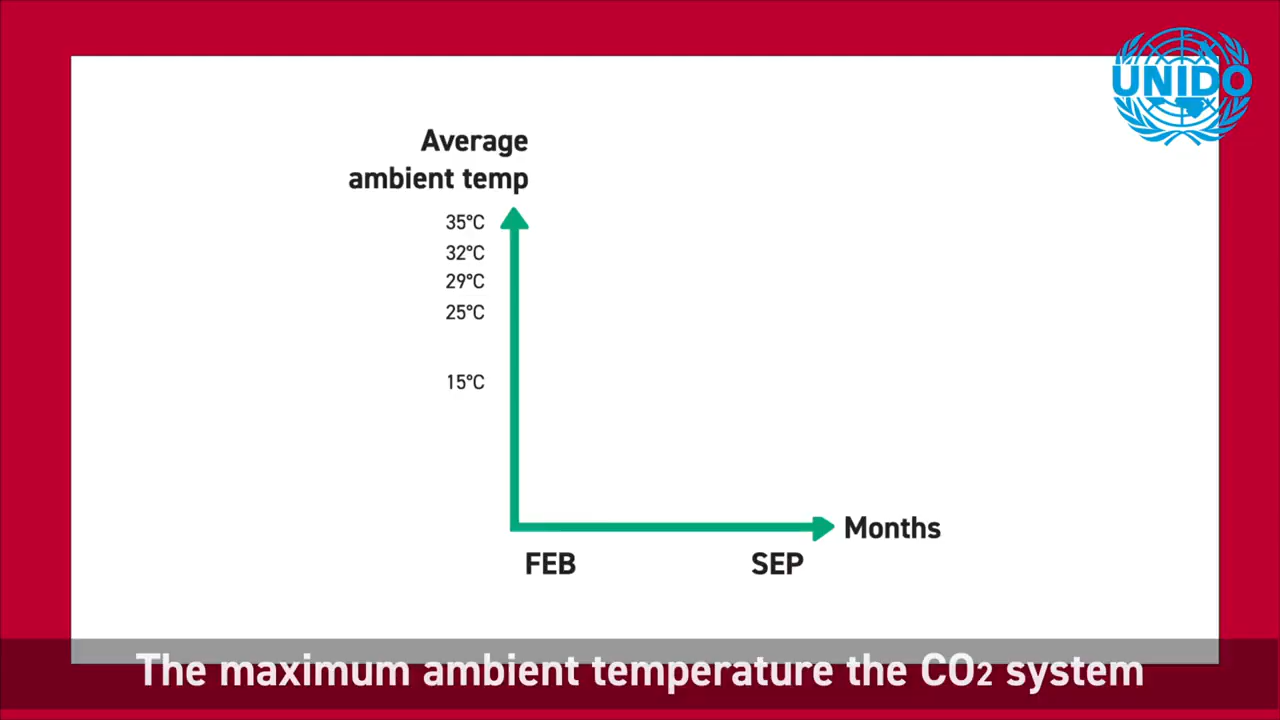 UNIDO
Average
ambient temp
35°C
32°C
29°C
25°C
15°C
Months
FEB
SEP
The maximum ambient temperature the CO2 system